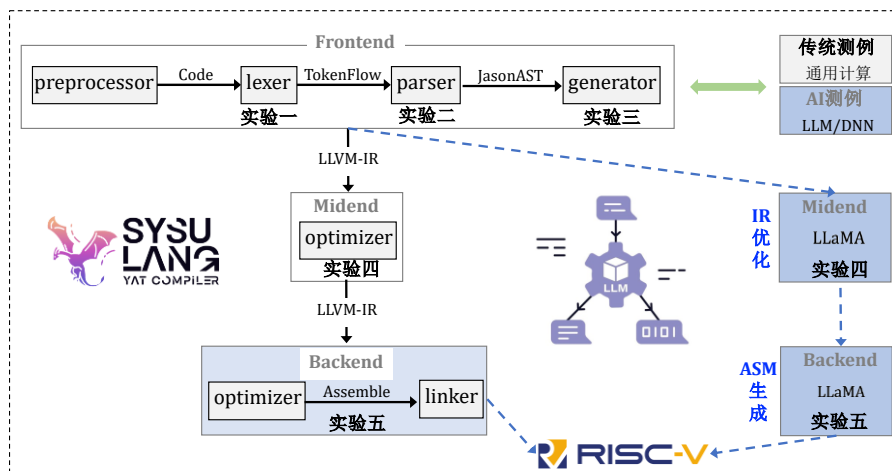 Frontend
preprocessor
Code
lexer
TokenFlow
parser
JasonAST
generator
实验一
实验二
实验三
传统测例
通用计算
AI测例
LLM/DNN
LLVM-IR
Midend
optimizer
实验四
SYSU
LANG
YAT COMPILER
LLM
IR
优
化
Midend
LLaMA
实验四
LLVM-IR
Backend
optimizer
Assemble
linker
实验五
ASM
生
成
Backend
LLaMA
实验五
RISC-V